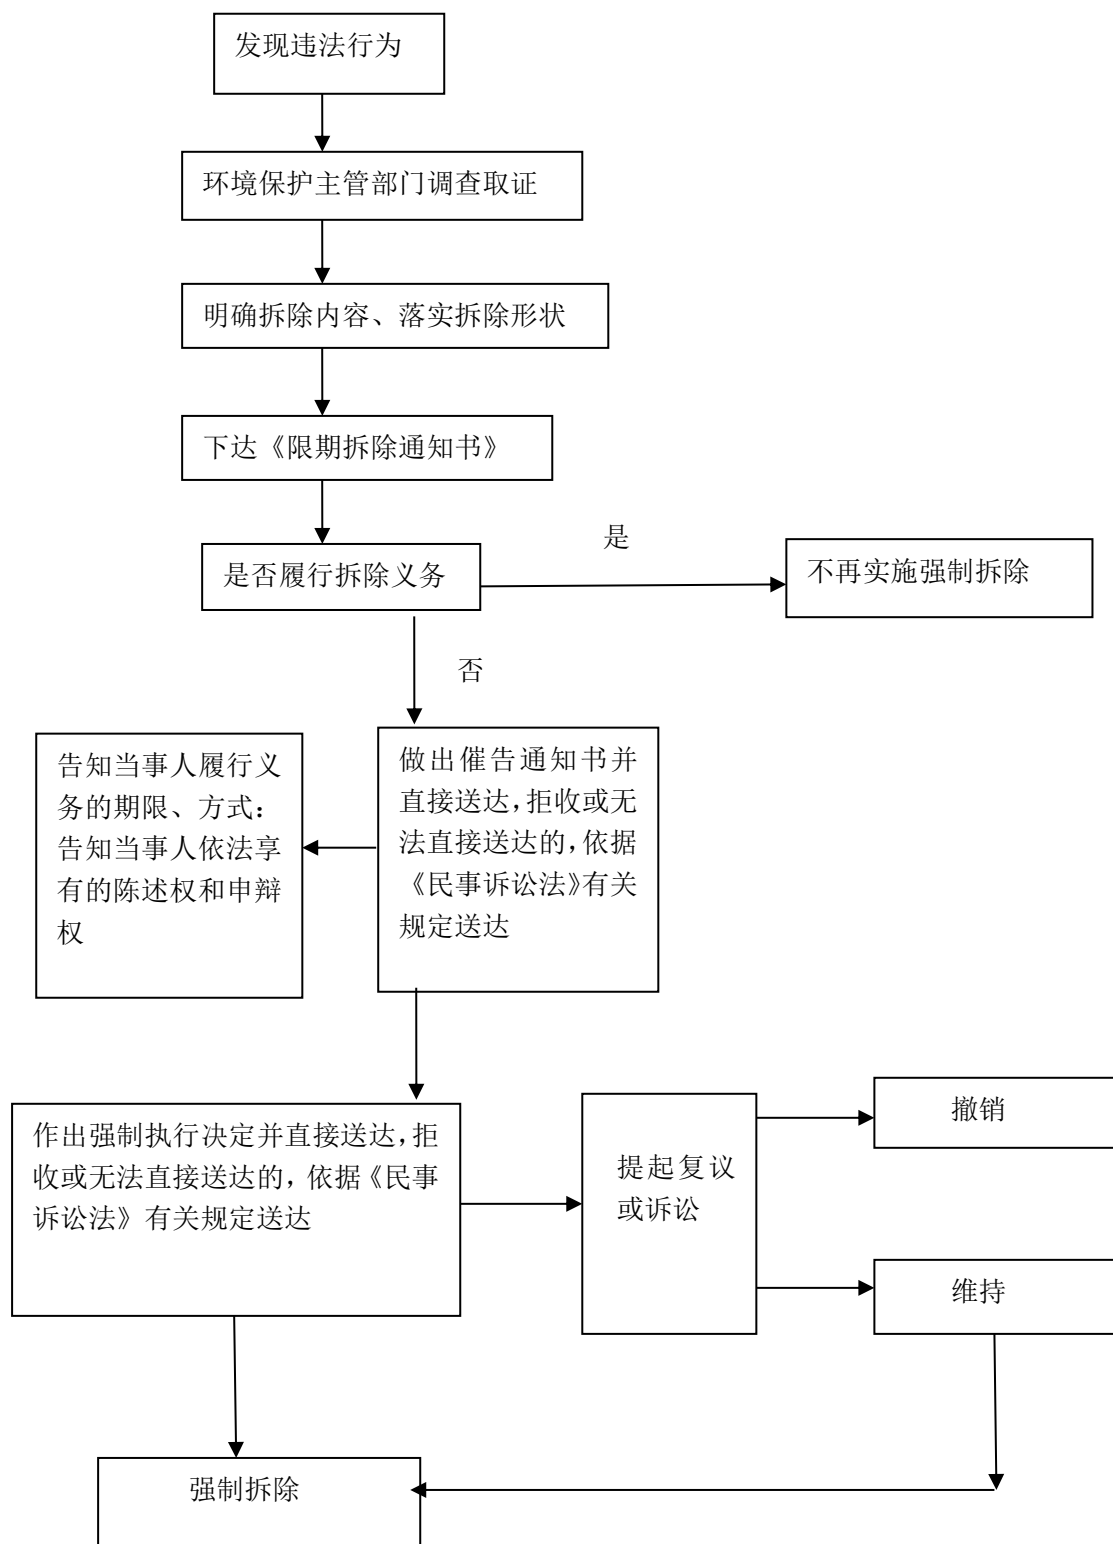 发现违法行为
环境保护主管部门调查取证
明确拆除内容、落实拆除形状
下达《限期拆除通知书》
是
是否履行拆除义务
不再实施强制拆除
否
告知当事人履行义
务的期限、方式：
告知当事人依法享
有的陈述权和申辩
权
做出催告通知书并
直接送达，拒收或无
法直接送达的，依据
《民事诉讼法》有关
规定送达
作出强制执行决定并直接送达，拒
收或无法直接送达的，依据《民事
诉讼法》有关规定送达
提起复议
或诉讼
撤销
维持
强制拆除